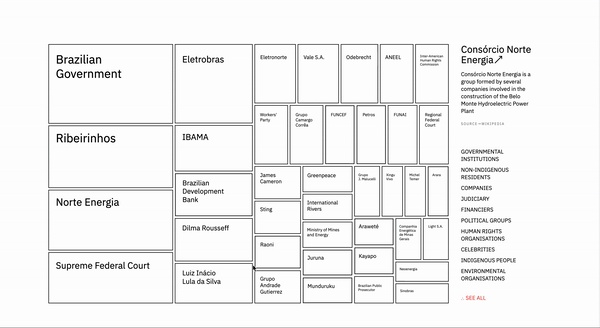 Brazilian
Government
Ribeirinhos
Norte Energia
Supreme Federal Court
Eletrobras
IBAMA
Brazilian
Development
Bank
Dilma Rousseff
Luiz Inácio
Lula da Silva
Eletronorte
Vale S.A.
Odebrecht
ANEEL
Inter-American
Human Rights
Commission
Workers'
Party
Grupo
Camargo
Corrêa
FUNCEF
Petros
FUNAI
Regional
Federal
Court
James
Cameron
Sting
Raoni
Grupo
Andrade
Gutierrez
Greenpeace
International
Rivers
Ministry of Mines
and Energy
Juruna
Munduruku
Grupo
J. Malucelli
Kinga
Voo
Michel
Temer
Arara
Araweté
Kayapo
Brazilian Public
Prosecutor
Companhia
Energética
de Minas
Gerais
Light S.A.
Neoenergia
Sinobras
Consórcio Norte
Energia↗
Consórcio Norte Energia is a
group formed by several
companies involved in the
construction of the Belo
Monte Hydroelectric Power
Plant
SOURCE—WIKIPEDIA
GOVERNMENTAL
INSTITUTIONS
NON-INDIGENOUS
RESIDENTS
COMPANIES
JUDICIARY
FINANCIERS
POLITICAL GROUPS
HUMAN RIGHTS
ORGANISATIONS
CELEBRITIES
INDIGENOUS PEOPLE
ENVIRONMENTAL
ORGANISATIONS
SEE ALL